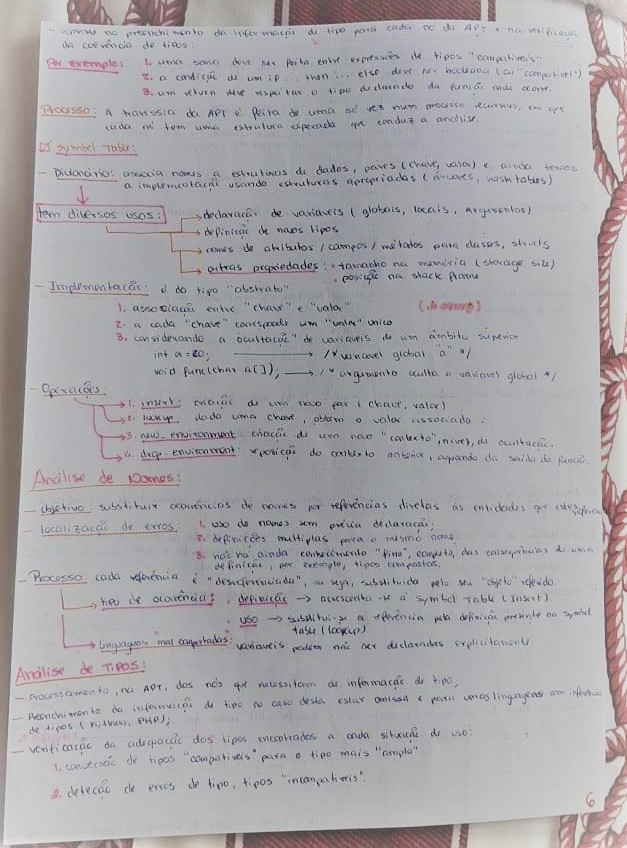 - consiste no preenchimento da informação de tipo para cada nó da APT e na verificação
da coerência de tipos:
Por exemplo: 1. uma soma deve ser feita entre expressões de tipos "compatíveis";
2. a condição de um if... then... else deve ser booleana (ou "compatível")
3. um return deve respeitar o tipo declarado da função onde ocorre.
Processo: A travessia da APT é feita de uma só vez num processo recursivo, em que
cada nó tem uma estrutura esperada que conduz a análise.
Symbol Table:
- Dicionário: associa nomes a estruturas de dados, pares (chave, valor) e ainda temos
a implementação usando estruturas apropriadas (árvores, hash tables)
tem diversos usos: → declaração de variáveis (globais, locais, argumentos)
→ definição de novos tipos
→ nomes de atributos / campos / métodos para classes, structs
→ outras propriedades: . tamanho na memória (storage size)
. posição na stack frame
- Implementação: é do tipo "abstrato"
1. associação entre "chave" e "valor"
2. a cada "chave" corresponde um "valor" único
3. considerando a ocultação de variáveis de um âmbito superior
int a = 20; → /* variável global "a" */
void func(char a[]); → /* argumento oculta a variável global */
- Operações
→ 1. insert: criação de um novo par (chave, valor)
→ 2. lookup: dada uma chave, obtém o valor associado.
→ 3. new-environment: criação de um novo "contexto", nível, de ocultação.
→ 4. drop-environment: reposição do contexto anterior, aquando da saída da função.
Análise de Nomes:
- objetivo substituir ocorrências de nomes por referências diretas às entidades que estes referem
- localização de erros: 1. uso de nomes sem prévia declaração;
2. definições múltiplas para o mesmo nome
3. não há ainda conhecimento "fino", completo, das consequências de uma
definição, por exemplo, tipos compostos.
- Processo cada referência é "desreferenciada", ou seja, substituída pelo seu "objeto" referido.
→ tipo de ocorrência: . definição → acrescenta-se à Symbol Table (Insert)
. uso → substitui-se a referência pela definição presente na Symbol
table (lookup)
→ Linguagens "mal comportadas": variáveis podem não ser declaradas explicitamente
Análise de Tipos:
- Processamento, na APT, dos nós que necessitam de informação de tipo;
- Preenchimento da informação de tipo no caso desta estar omissa e para umas linguagens com inferência
de tipos (Python, PHP);
- verificação da adequação dos tipos encontrados a cada situação de uso:
1. conversão de tipos "compatíveis" para o tipo mais "amplo"
2. deteção de erros de tipo, tipos "incompatíveis".
6